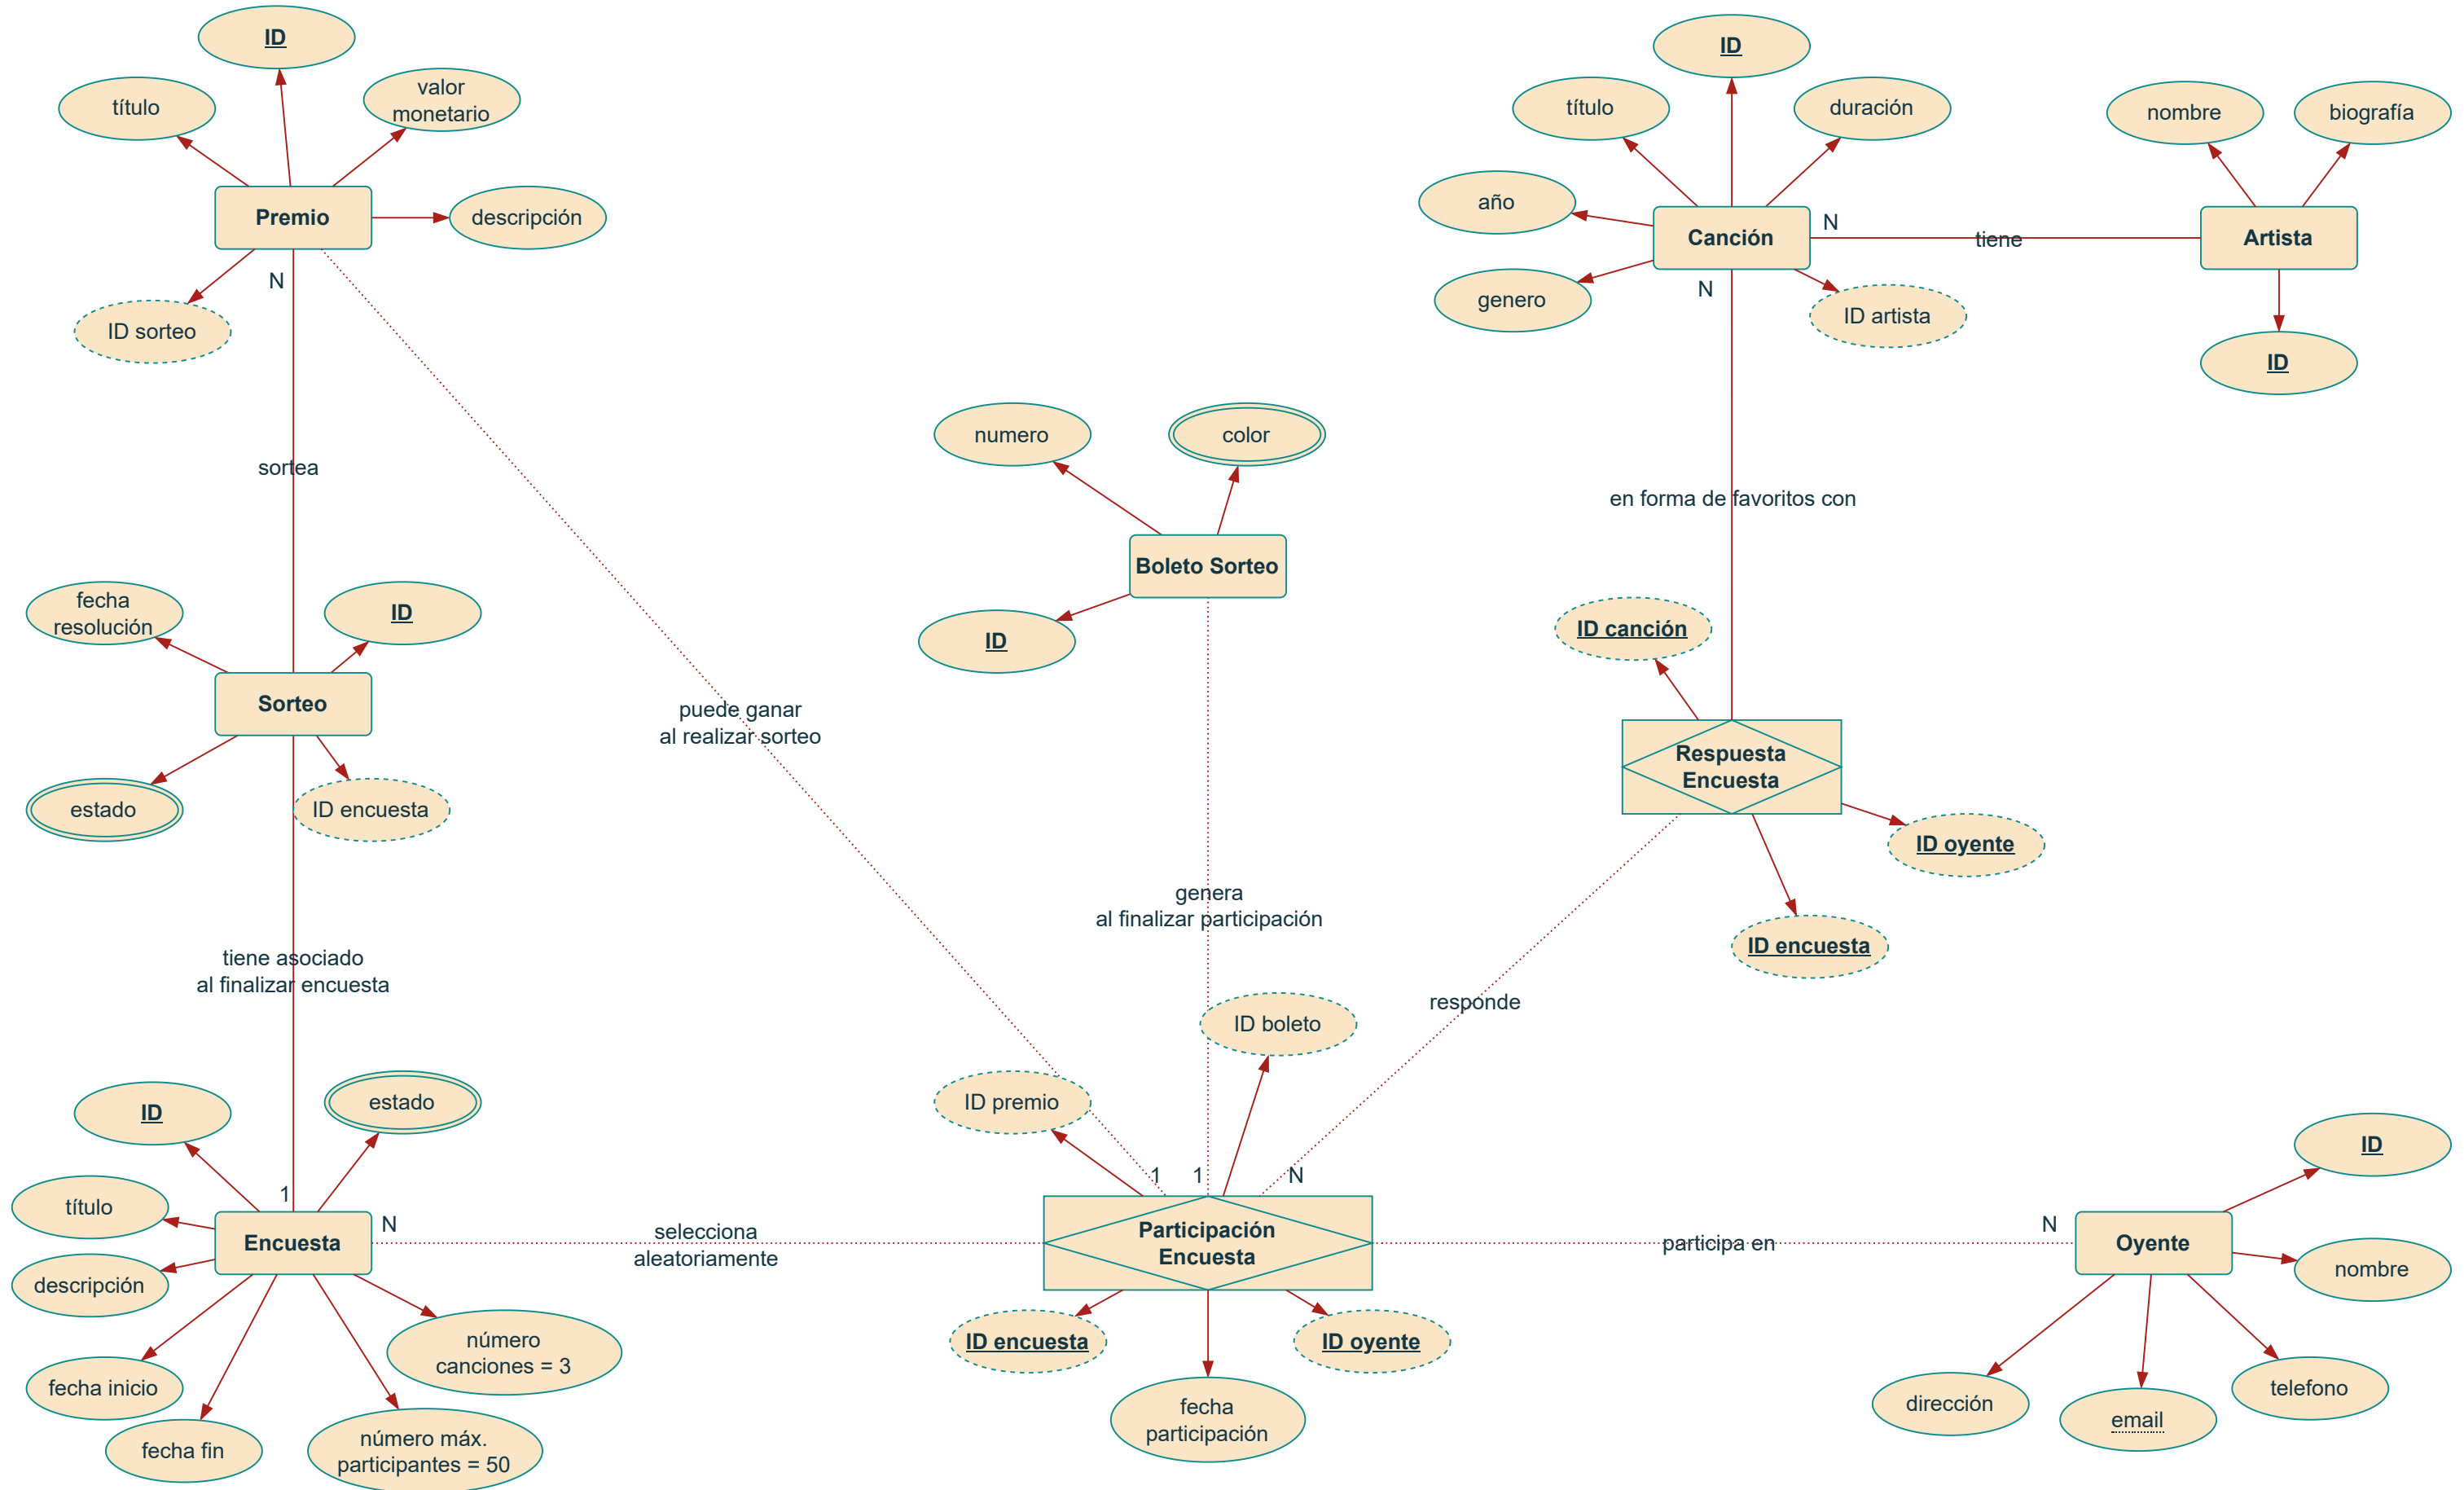 ID
título
valor
monetario
Premio
descripción
N
ID sorteo
sortea
fecha
resolución
ID
Sorteo
estado
ID encuesta
tiene asociado
al finalizar encuesta
ID
estado
título
1
Encuesta
N
descripción
fecha inicio
fecha fin
número máx.
participantes = 50
número
canciones = 3
selecciona
aleatoriamente
puede ganar
al realizar sorteo
numero
color
Boleto Sorteo
ID
genera
al finalizar participación
ID boleto
ID premio
1
1
N
Participación
Encuesta
ID encuesta
ID oyente
fecha
participación
ID
título
duración
año
Canción
N
genero
N
ID artista
tiene
nombre
biografía
Artista
ID
en forma de favoritos con
ID canción
Respuesta
Encuesta
ID oyente
ID encuesta
responde
participa en
N
Oyente
ID
nombre
dirección
email
telefono